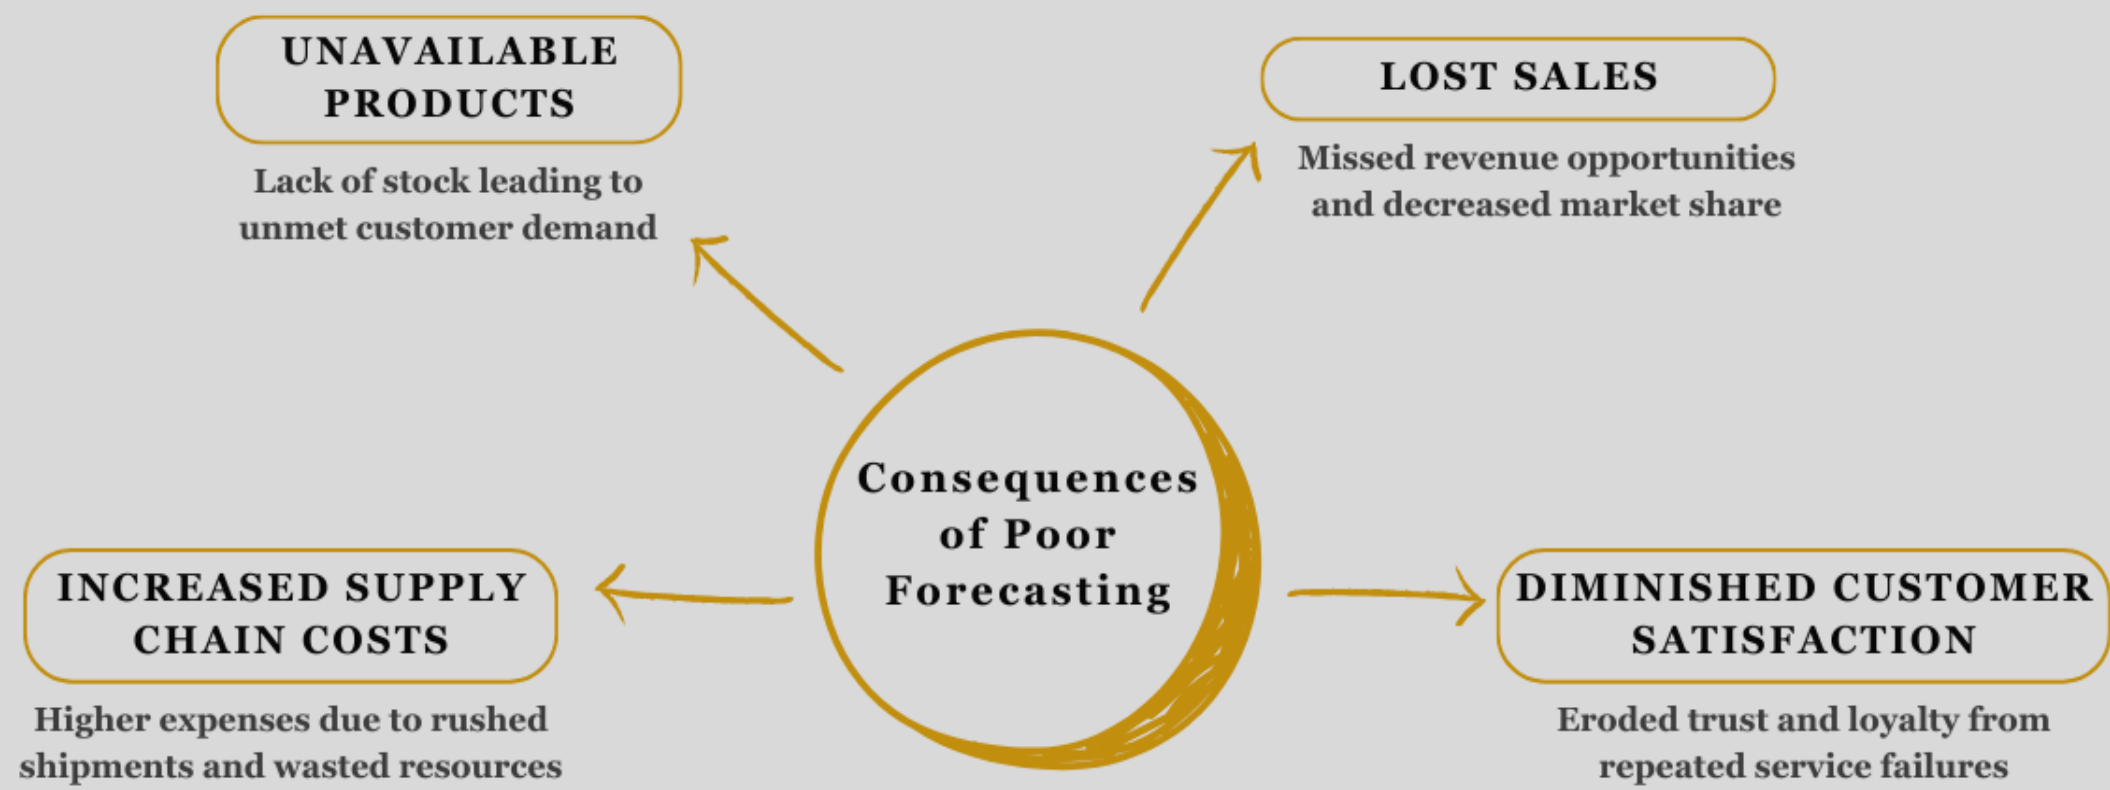 UNAVAILABLE
PRODUCTS
Lack of stock leading to
unmet customer demand
LOST SALES
Missed revenue opportunities
and decreased market share
Consequences
of Poor
Forecasting
INCREASED SUPPLY
CHAIN COSTS
Higher expenses due to rushed
shipments and wasted resources
DIMINISHED CUSTOMER
SATISFACTION
Eroded trust and loyalty from
repeated service failures